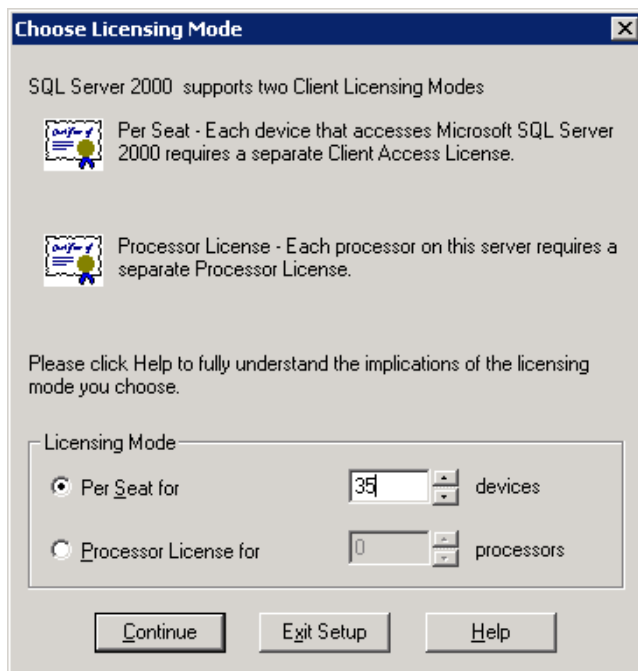 Choose Licensing Mode
SQL Server 2000  supports two Client Licensing Modes
Per Seat - Each device that accesses Microsoft SQL Server
2000 requires a separate Client Access License.
Processor License - Each processor on this server requires a
separate Processor License.
Please click Help to fully understand the implications of the licensing
mode you choose.
Licensing Mode
Per Seat for 35 devices
Processor License for 0 processors
Continue Exit Setup Help